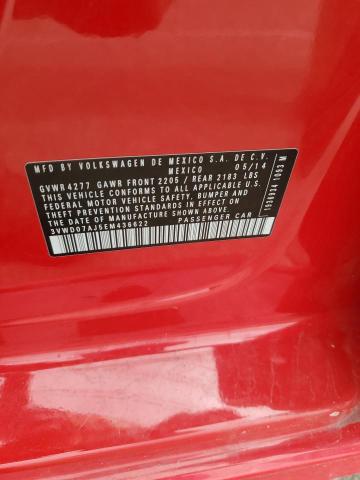 MFD. BY VOLKSWAGEN DE MEXICO S.A. DE C.V.
MEXICO 05/14
GVWR 4277 GAWR FRONT 2205 / REAR 2183 LBS
THIS VEHICLE CONFORMS TO ALL APPLICABLE U.S.
FEDERAL MOTOR VEHICLE SAFETY, BUMPER AND
THEFT PREVENTION STANDARDS IN EFFECT ON
THE DATE OF MANUFACTURE SHOWN ABOVE.
3VWD07AJ5EM436622 PASSENGER CAR
1936934 1093 M